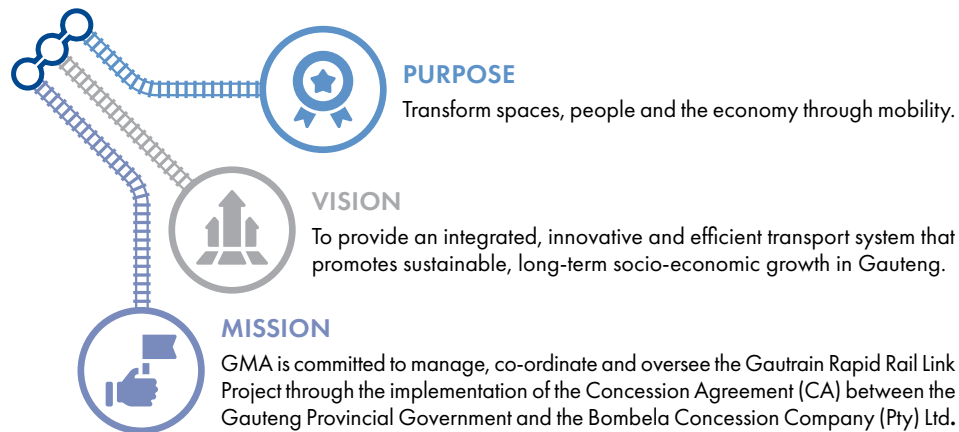 PURPOSE
Transform spaces, people and the economy through mobility.
VISION
To provide an integrated, innovative and efficient transport system that
promotes sustainable, long-term socio-economic growth in Gauteng.
MISSION
GMA is committed to manage, co-ordinate and oversee the Gautrain Rapid Rail Link
Project through the implementation of the Concession Agreement (CA) between the
Gauteng Provincial Government and the Bombela Concession Company (Pty) Ltd.